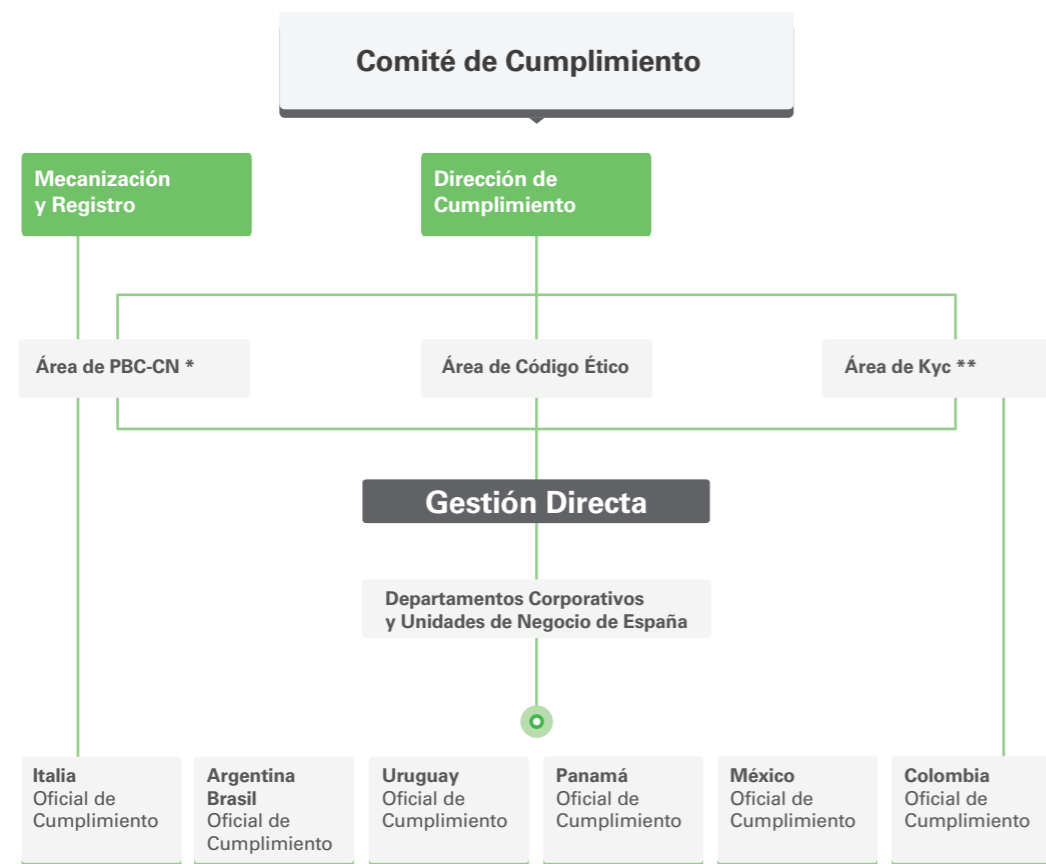 Comité de Cumplimiento
Mecanización
y Registro
Dirección de
Cumplimiento
Área de PBC-CN *
Área de Código Ético
Área de Kyc **
Gestión Directa
Departamentos Corporativos
y Unidades de Negocio de España
Italia
Oficial de
Cumplimiento
Argentina
Brasil
Oficial de
Cumplimiento
Uruguay
Oficial de
Cumplimiento
Panamá
Oficial de
Cumplimiento
México
Oficial de
Cumplimiento
Colombia
Oficial de
Cumplimiento